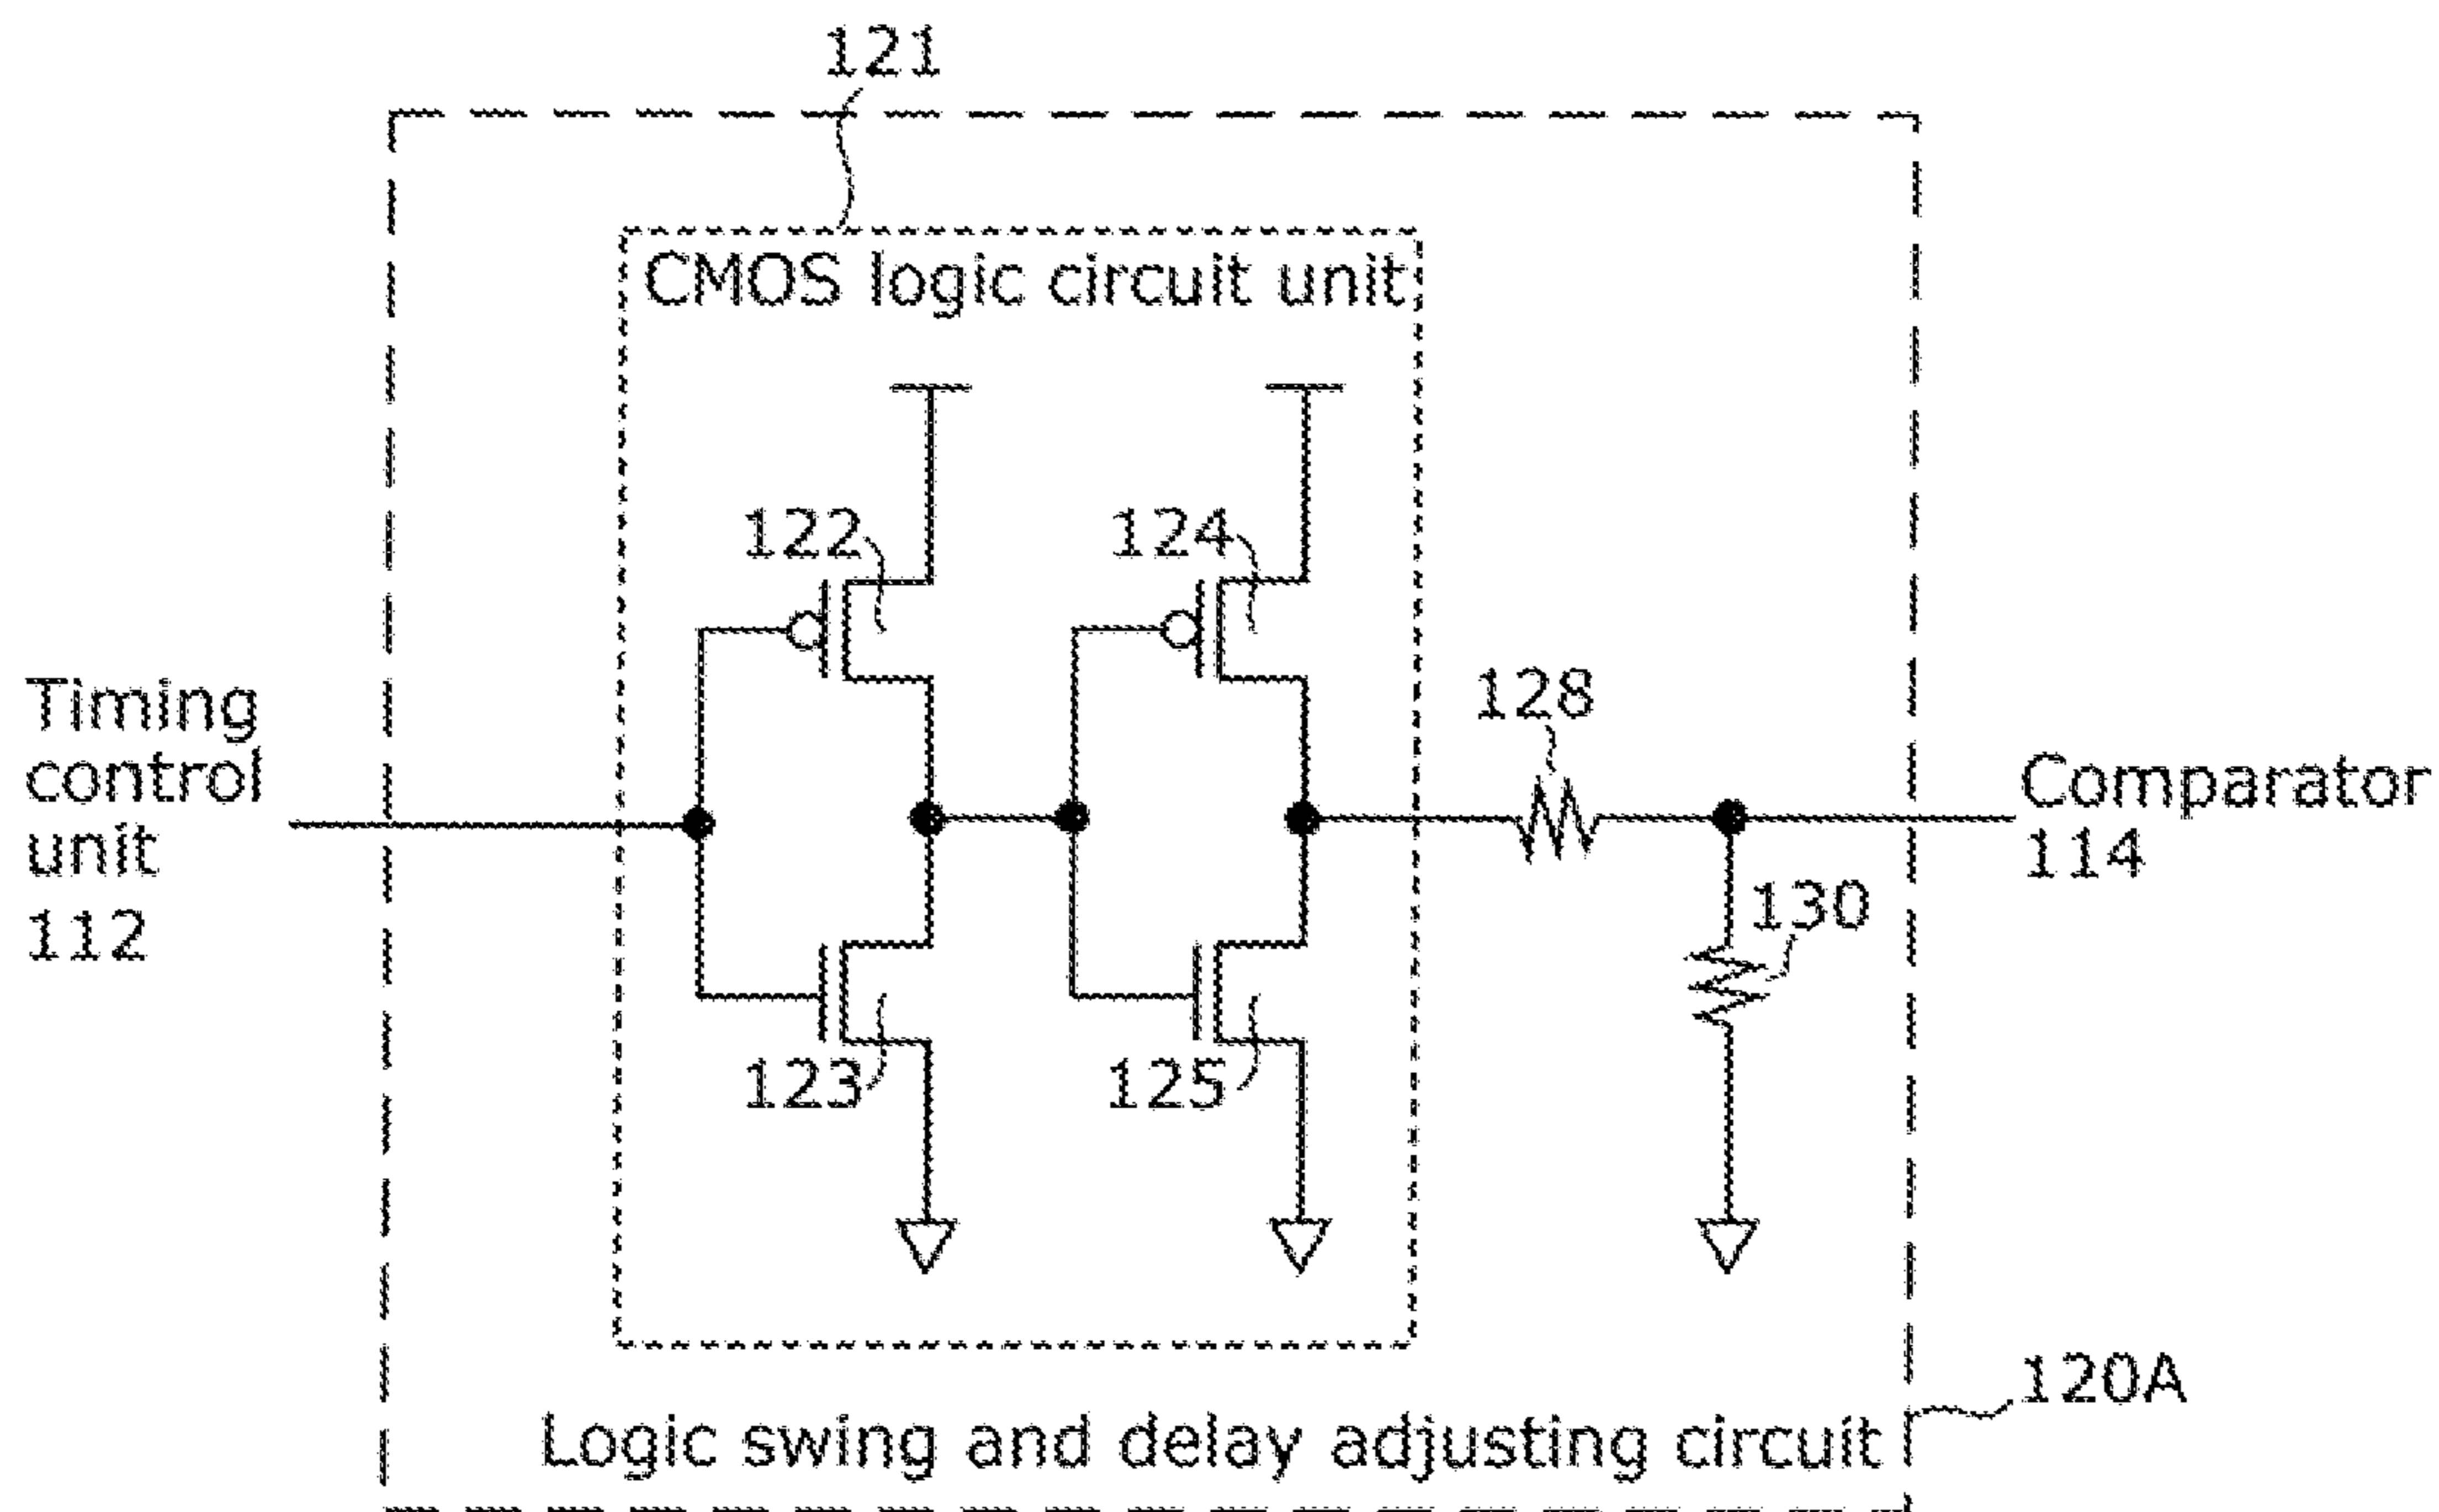 121
CMOS logic circuit unit
122
124
128
Timing
control
unit
112
Comparator
114
130
123
125
120A
Logic swing and delay adjusting circuit